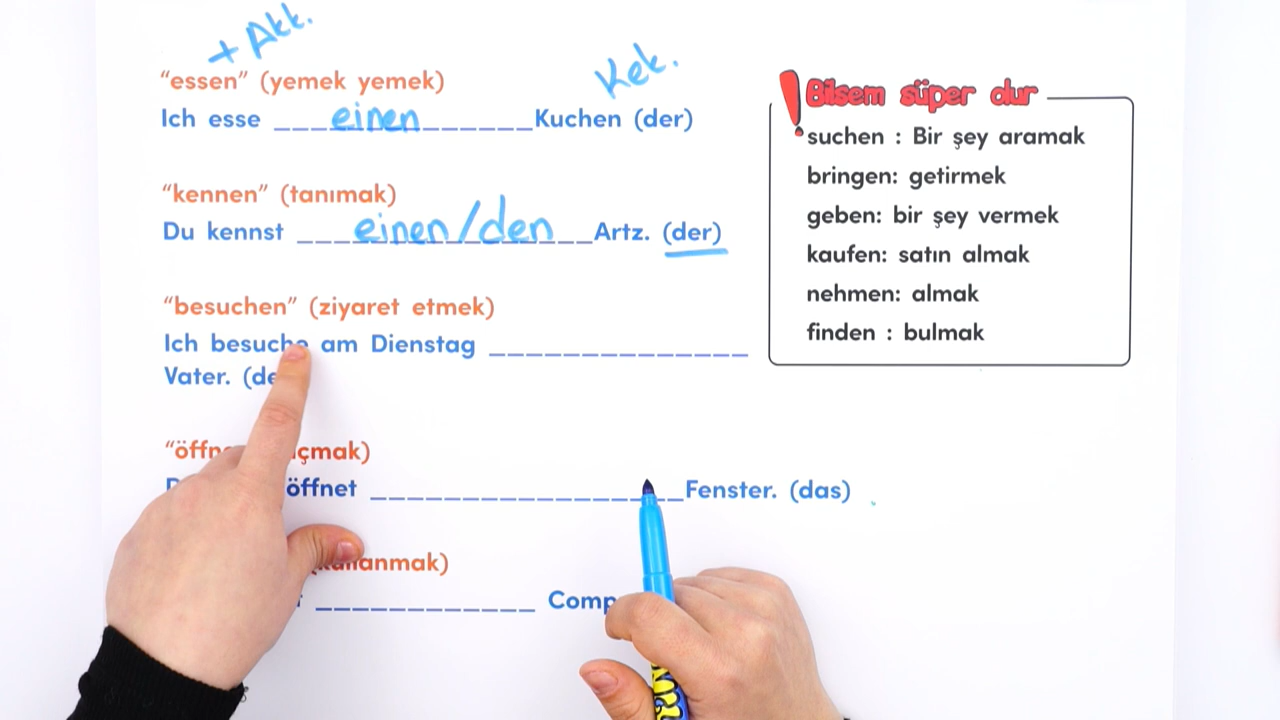 + Akk.
"essen" (yemek yemek)
Kek.
Ich esse einen Kuchen (der)
"kennen" (tanımak)
Du kennst einen/den Artz. (der)
"besuchen" (ziyaret etmek)
Ich besuche am Dienstag
Vater.
açmak)
öffnet Fenster. (das)
Bilsem süper dur
suchen : Bir şey aramak
bringen: getirmek
geben: bir şey vermek
kaufen: satın almak
nehmen: almak
finden : bulmak